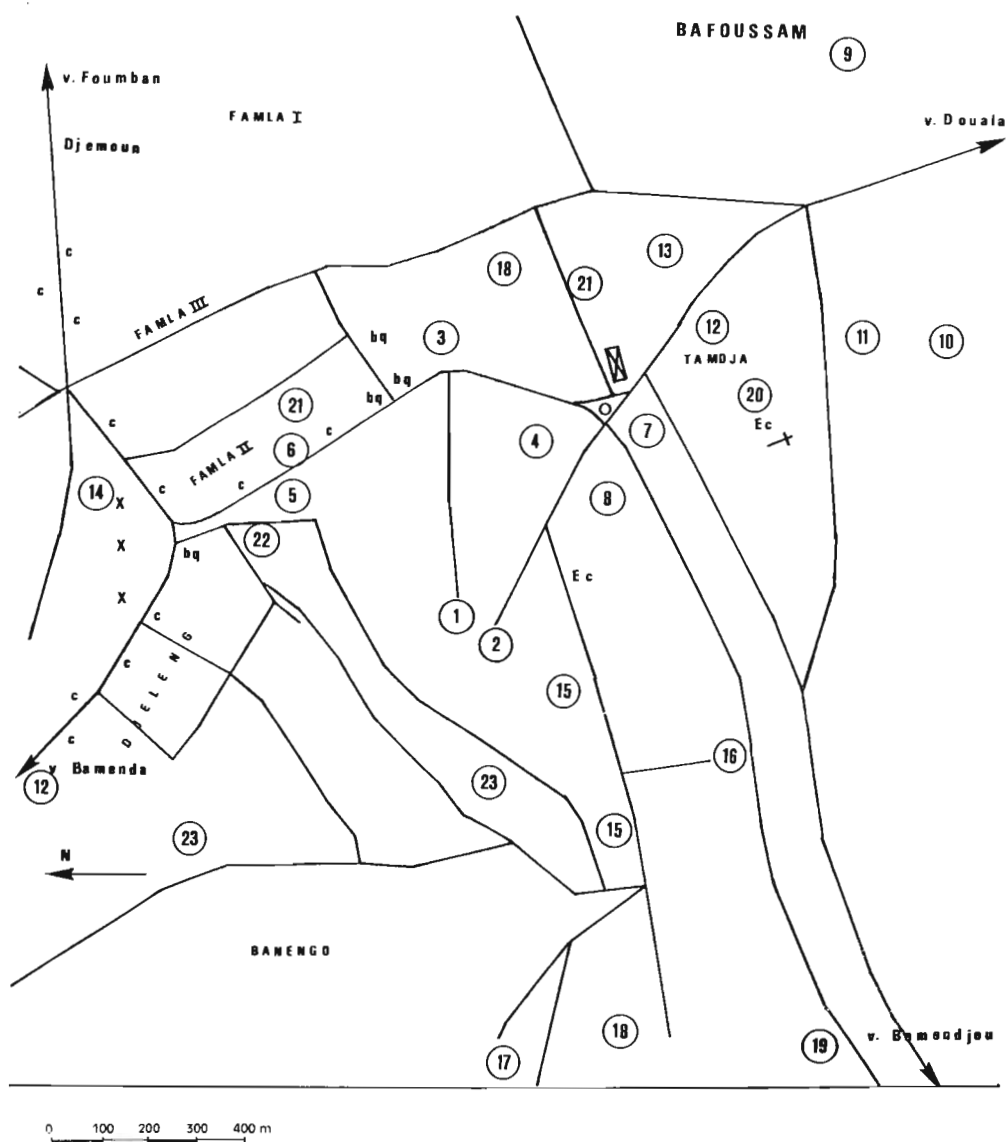 BAFOUSSAM
9
v. Foumban
FAMLA I
v. Douala
Djemoun
c
13
c
18
21
c
FAMLA III
12
bq
3
11
10
TAMDJA
bq
21
20
bq
c
Ec
c
6
4
7
FAMLA II
14
c
c
5
8
X
22
X
bq
Ec
X
1
c
2
c
15
c
c
v Bamenda
16
12
23
23
15
N
BANENGO
18
17
19
0 100 200 300 400 m